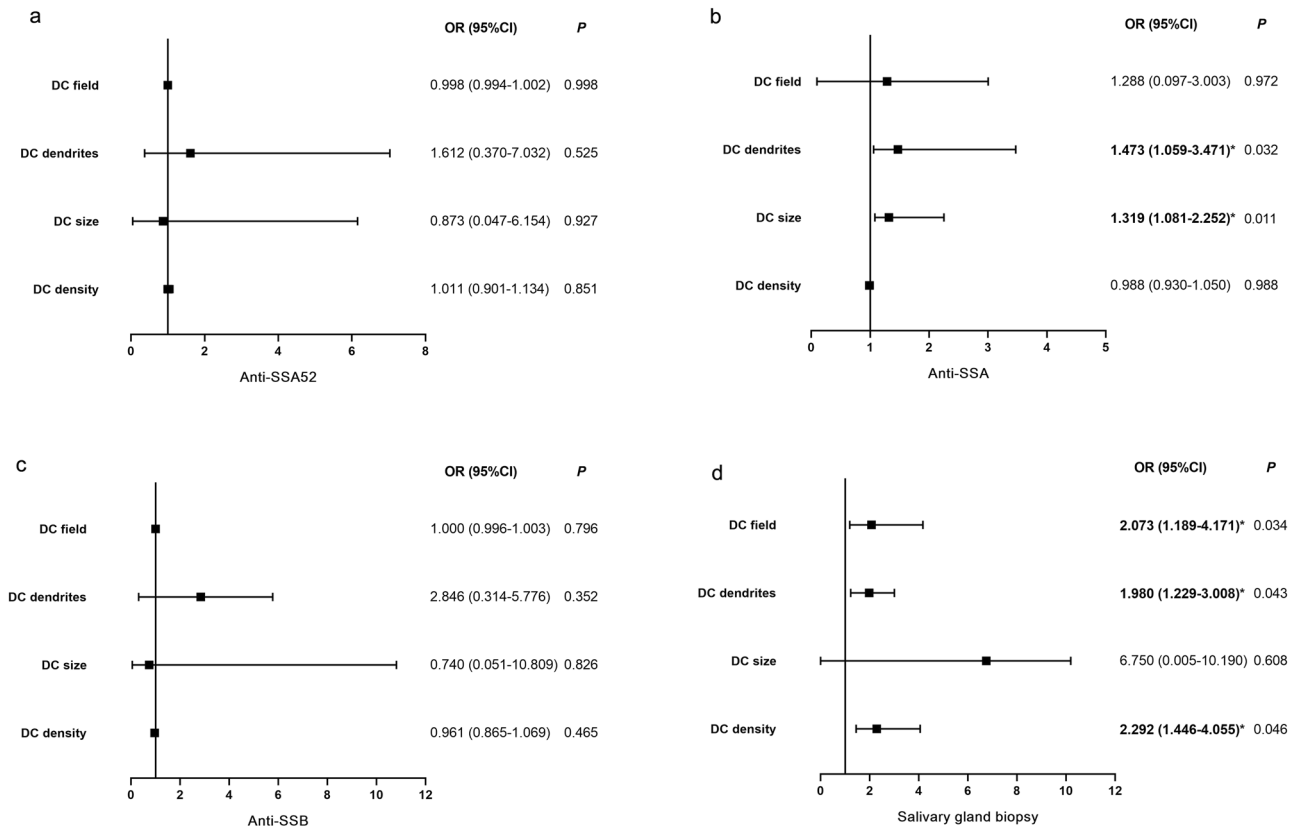 a
OR (95%CI) P
DC field 0.998 (0.994-1.002) 0.998
DC dendrites 1.612 (0.370-7.032) 0.525
DC size 0.873 (0.047-6.154) 0.927
DC density 1.011 (0.901-1.134) 0.851
0 2 4 6 8
Anti-SSA52
b
OR (95%CI) P
DC field 1.288 (0.097-3.003) 0.972
DC dendrites 1.473 (1.059-3.471)* 0.032
DC size 1.319 (1.081-2.252)* 0.011
DC density 0.988 (0.930-1.050) 0.988
0 1 2 3 4 5
Anti-SSA
c
OR (95%CI) P
DC field 1.000 (0.996-1.003) 0.796
DC dendrites 2.846 (0.314-5.776) 0.352
DC size 0.740 (0.051-10.809) 0.826
DC density 0.961 (0.865-1.069) 0.465
0 2 4 6 8 10 12
Anti-SSB
d
OR (95%CI) P
DC field 2.073 (1.189-4.171)* 0.034
DC dendrites 1.980 (1.229-3.008)* 0.043
DC size 6.750 (0.005-10.190) 0.608
DC density 2.292 (1.446-4.055)* 0.046
0 2 4 6 8 10 12
Salivary gland biopsy